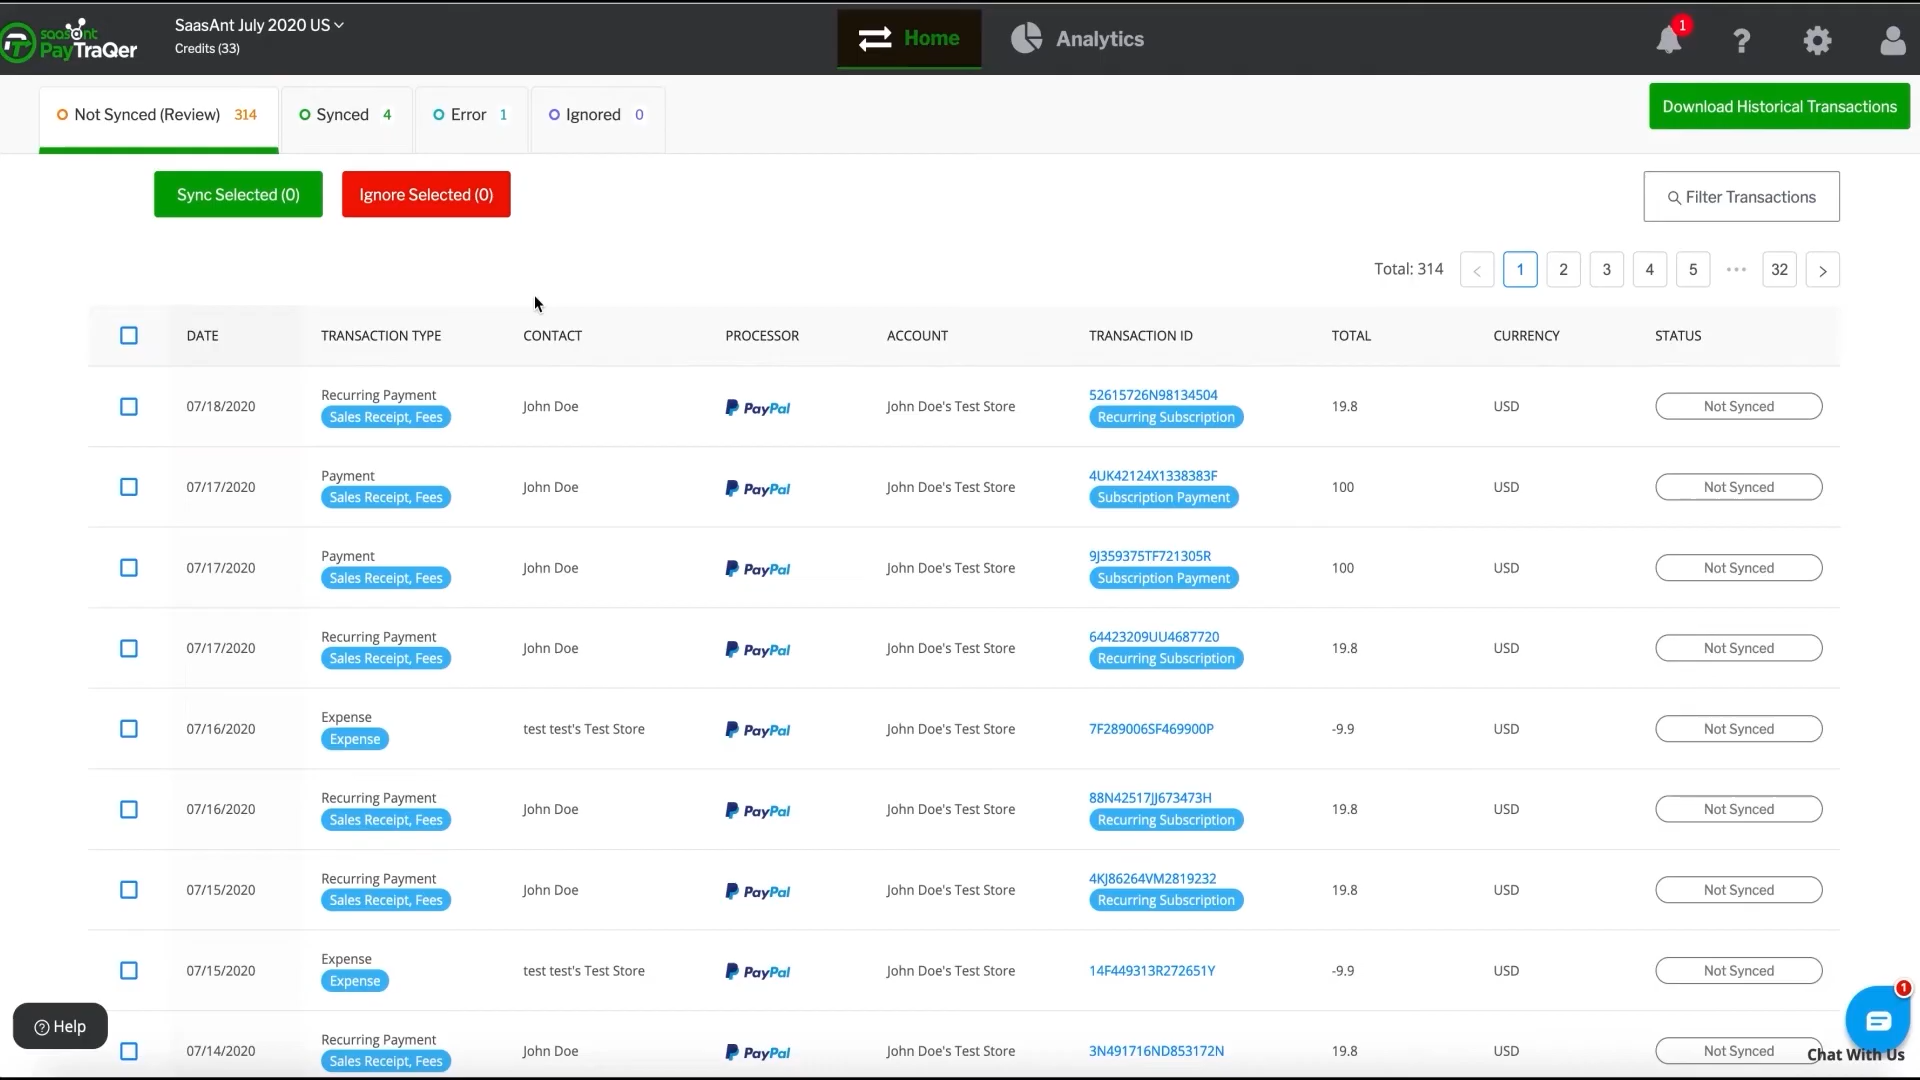 saasant
PayTraQer
SaasAnt July 2020 US
Credits (33)
Home
Analytics
1
?
Not Synced (Review) 314
Synced 4
Error 1
Ignored 0
Download Historical Transactions
Sync Selected (0)
Ignore Selected (0)
Filter Transactions
Total: 314 < 1 2 3 4 5 ••• 32 >
DATE TRANSACTION TYPE CONTACT PROCESSOR ACCOUNT TRANSACTION ID TOTAL CURRENCY STATUS
Recurring Payment 52615726N98134504
07/18/2020 John Doe PayPal John Doe's Test Store 19.8 USD Not Synced
Sales Receipt, Fees Recurring Subscription
Payment 4UK42124X1338383F
07/17/2020 John Doe PayPal John Doe's Test Store 100 USD Not Synced
Sales Receipt, Fees Subscription Payment
Payment 9J359375TF721305R
07/17/2020 John Doe PayPal John Doe's Test Store 100 USD Not Synced
Sales Receipt, Fees Subscription Payment
Recurring Payment 64423209UU4687720
07/17/2020 John Doe PayPal John Doe's Test Store 19.8 USD Not Synced
Sales Receipt, Fees Recurring Subscription
Expense
07/16/2020 test test's Test Store PayPal John Doe's Test Store 7F289006SF469900P -9.9 USD Not Synced
Expense
Recurring Payment 88N42517JJ673473H
07/16/2020 John Doe PayPal John Doe's Test Store 19.8 USD Not Synced
Sales Receipt, Fees Recurring Subscription
Recurring Payment 4KJ86264VM2819232
07/15/2020 John Doe PayPal John Doe's Test Store 19.8 USD Not Synced
Sales Receipt, Fees Recurring Subscription
Expense
07/15/2020 test test's Test Store PayPal John Doe's Test Store 14F449313R272651Y -9.9 USD Not Synced
Expense
Recurring Payment
07/14/2020 John Doe PayPal John Doe's Test Store 3N491716ND853172N 19.8 USD Not Synced
Sales Receipt, Fees
Help
1
Chat With Us